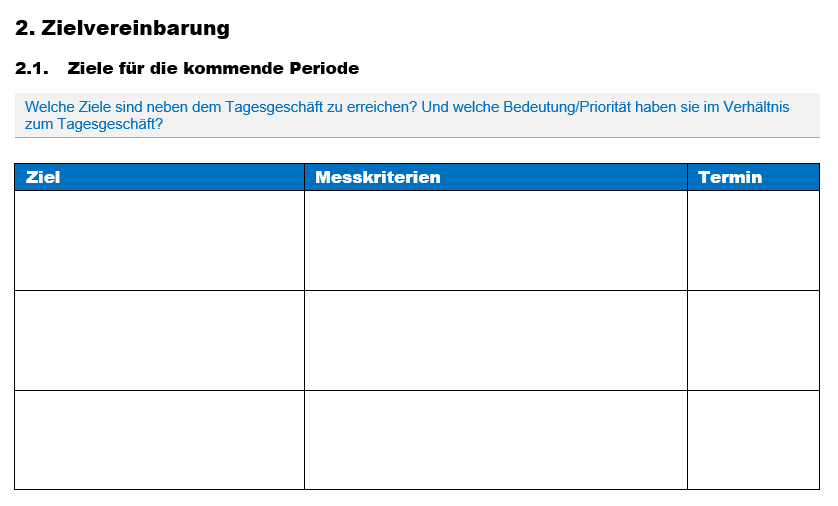 2. Zielvereinbarung
2.1. Ziele für die kommende Periode
Welche Ziele sind neben dem Tagesgeschäft zu erreichen? Und welche Bedeutung/Priorität haben sie im Verhältnis
zum Tagesgeschäft?
Ziel Messkriterien Termin